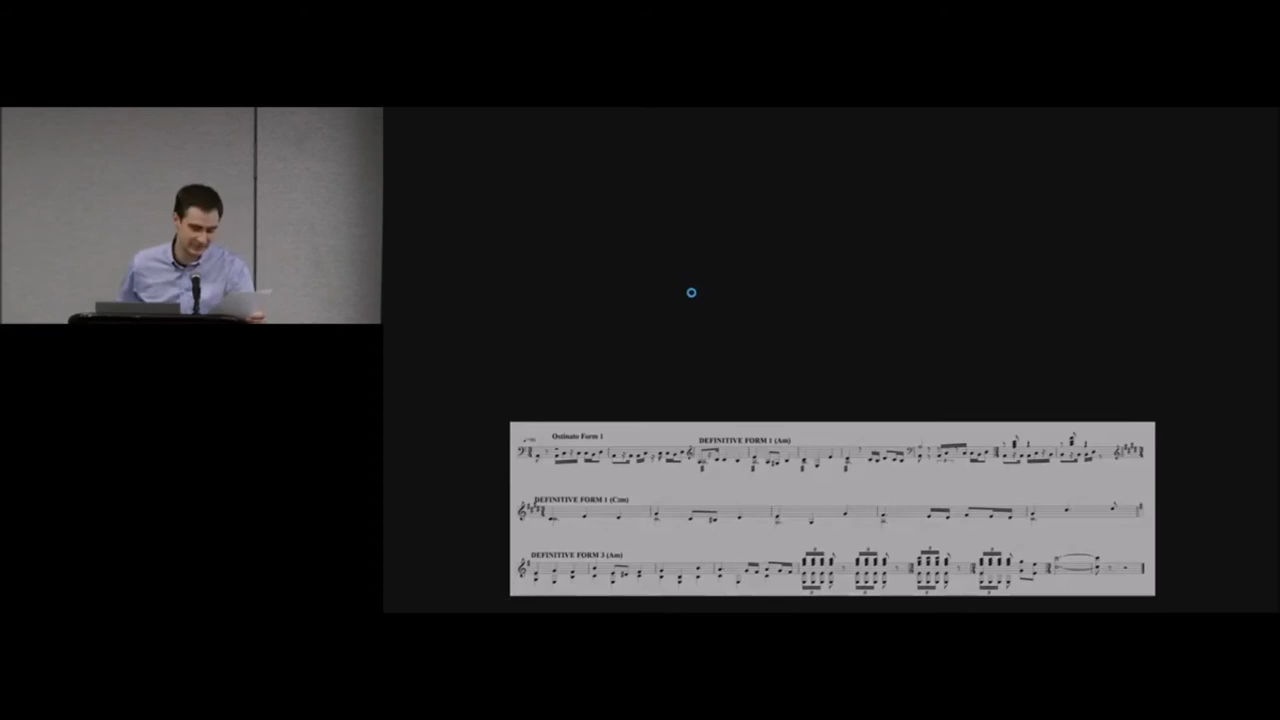 Ostinato Form 1
DEFINITIVE FORM 1 (Am)
DEFINITIVE FORM 1 (C#m)
DEFINITIVE FORM 3 (Am)